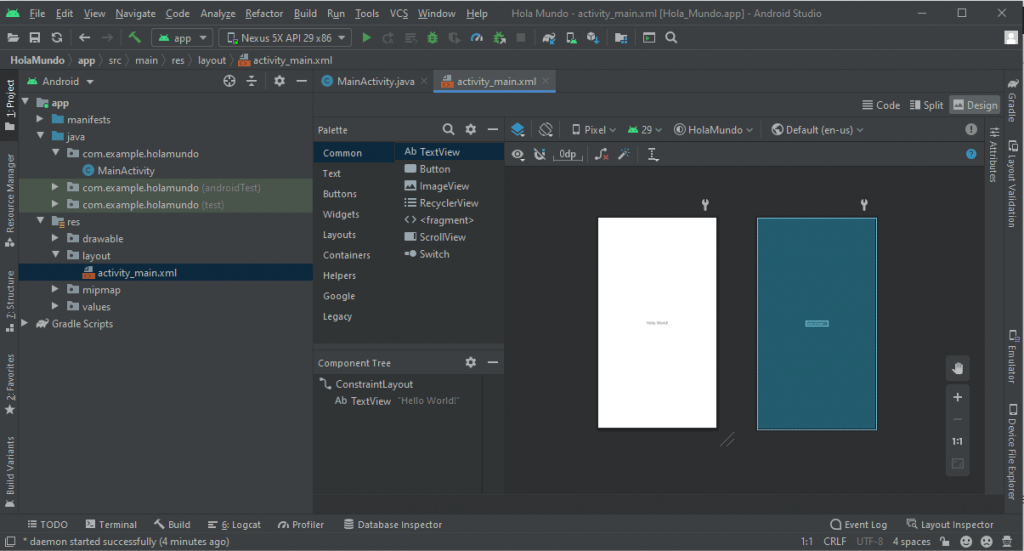 File Edit View Navigate Code Analyze Refactor Build Run Tools VCS Window Help Hola Mundo - activity_main.xml [Hola_Mundo.app] - Android Studio
app Nexus 5X API 29 x86
HolaMundo app src main res layout activity_main.xml
Android
MainActivity.java activity_main.xml
Code Split Design
1: Project
Resource Manager
Z: Structure
2: Favorites
Build Variants
app
manifests
java
com.example.holamundo
MainActivity
com.example.holamundo (androidTest)
com.example.holamundo (test)
res
drawable
layout
activity_main.xml
mipmap
values
Gradle Scripts
Palette
Common
Text
Buttons
Widgets
Layouts
Containers
Helpers
Google
Legacy
Ab TextView
Button
ImageView
RecyclerView
<fragment>
ScrollView
Switch
Component Tree
ConstraintLayout
Ab TextView "Hello World!"
Pixel 29 HolaMundo Default (en-us)
0dp
Hello World!
1:1
Attributes
Gradle
Layout Validation
Emulator
Device File Explorer
TODO Terminal Build 6: Logcat Profiler Database Inspector Event Log Layout Inspector
* daemon started successfully (4 minutes ago) 1:1 CRLF UTF-8 4 spaces